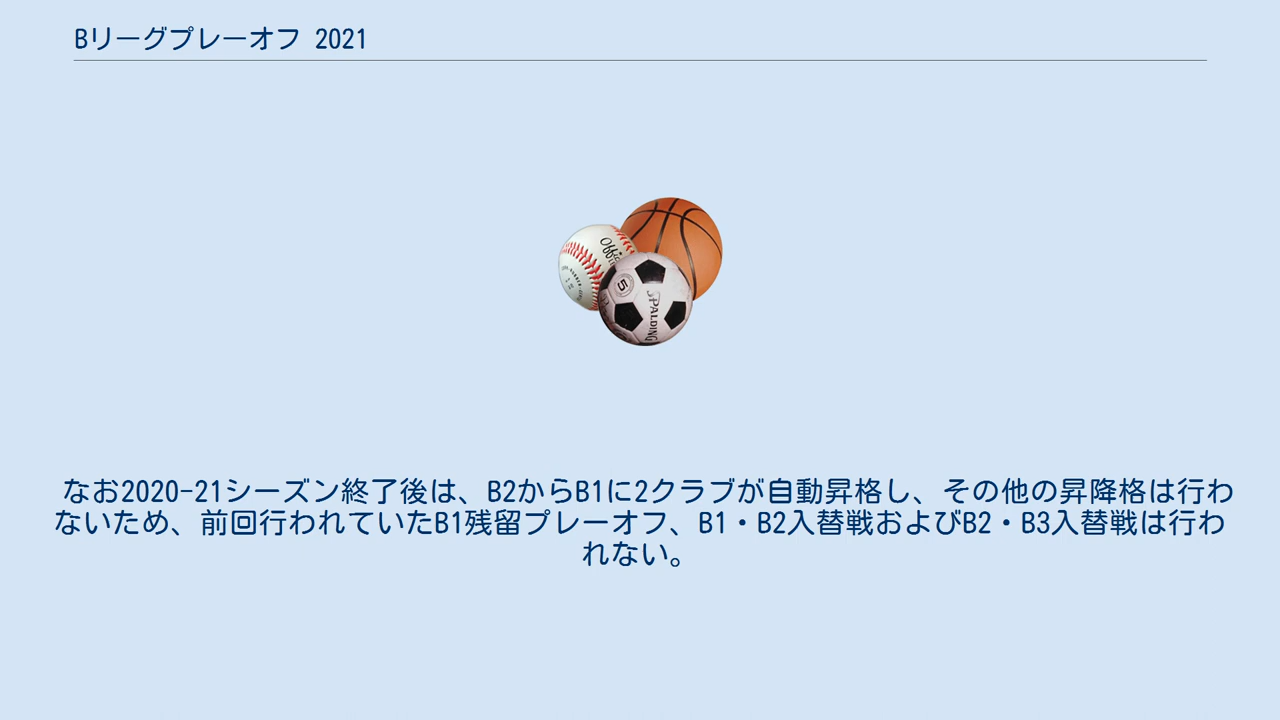 Bリーグプレーオフ 2021
Offic
5
SPALDING
なお2020-21シーズン終了後は、B2からB1に2クラブが自動昇格し、その他の昇降格は行わ
ないため、前回行われていたB1残留プレーオフ、B1・B2入替戦およびB2・B3入替戦は行わ
れない。